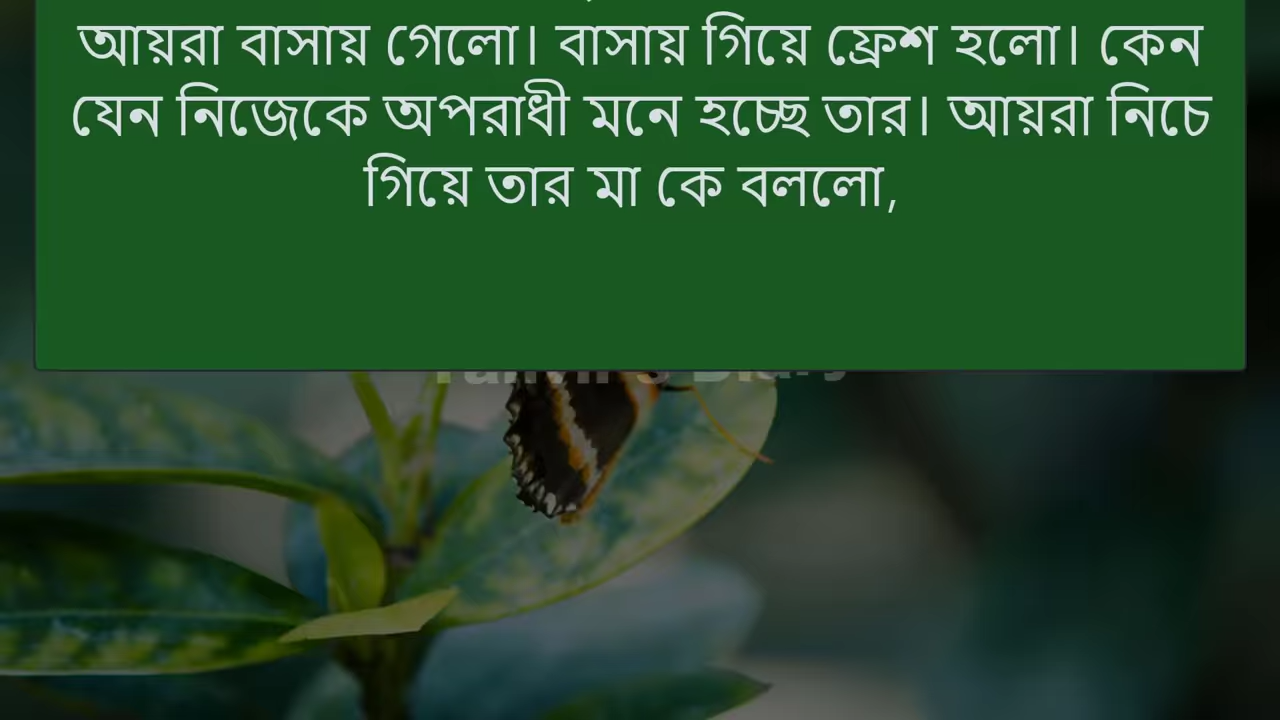 আয়রা বাসায় গেলো। বাসায় গিয়ে ফ্রেশ হলো। কেন
যেন নিজেকে অপরাধী মনে হচ্ছে তার। আয়রা নিচে
গিয়ে তার মা কে বললো,